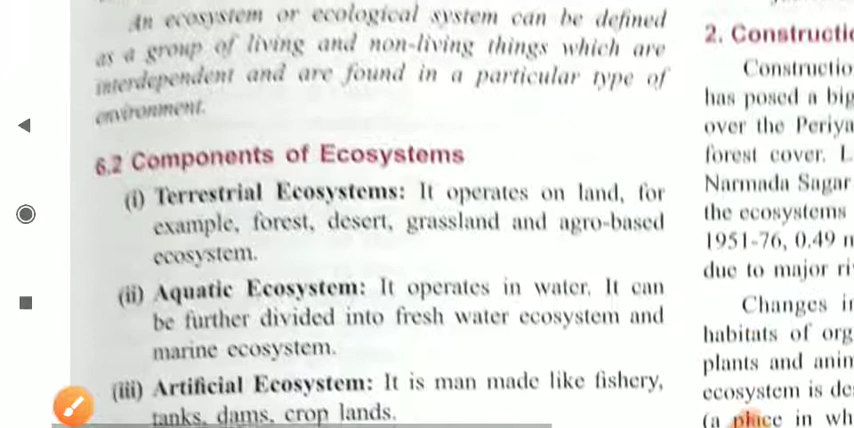 An ecosystem or ecological system can be defined
as a group of living and non-living things which are
interdependent and are found in a particular type of
environment.
6.2 Components of Ecosystems
(i) Terrestrial Ecosystems: It operates on land, for
example, forest, desert, grassland and agro-based
ecosystem.
(ii) Aquatic Ecosystem: It operates in water. It can
be further divided into fresh water ecosystem and
marine ecosystem.
(iii) Artificial Ecosystem: It is man made like fishery,
tanks, dams, crop lands.
2. Constructi
Constructio
has posed a big
over the Periya
forest cover. L
Narmada Sagar
the ecosystems
1951-76, 0.49 m
due to major ri
Changes in
habitats of org
plants and anim
ecosystem is de
(a place in wh